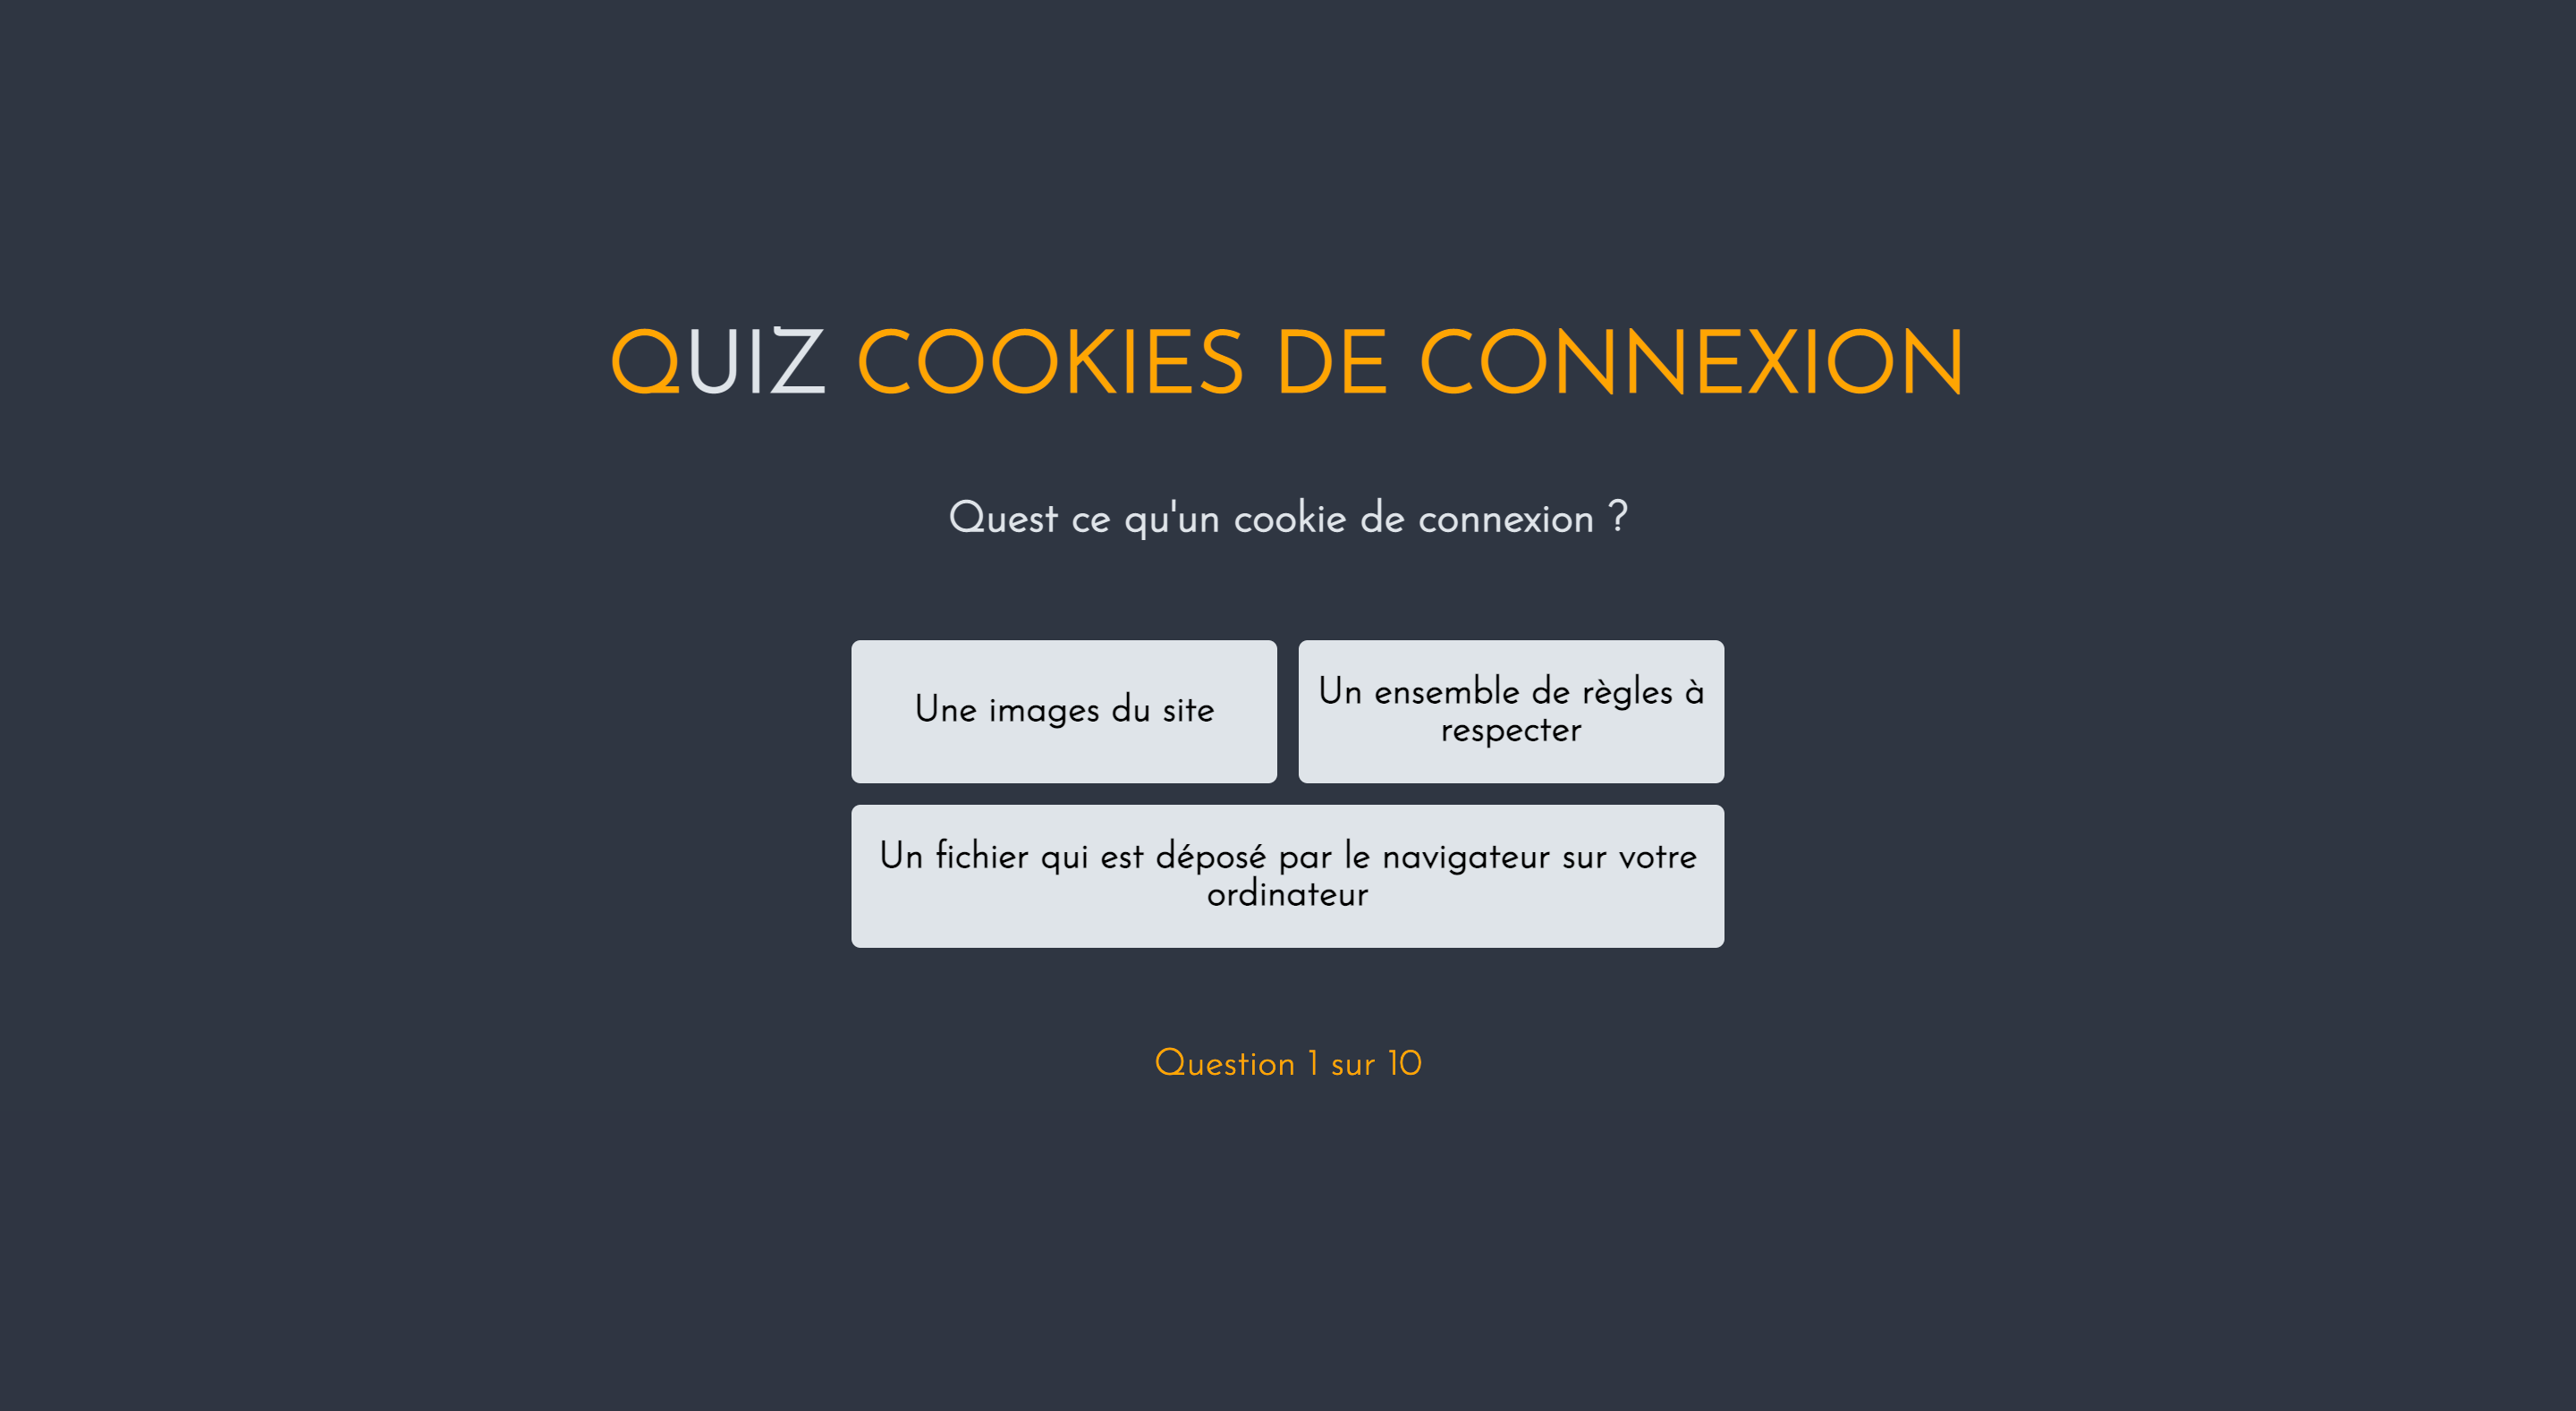 QUIZ COOKIES DE CONNEXION
Quest ce qu'un cookie de connexion ?
Une images du site
Un ensemble de règles à
respecter
Un fichier qui est déposé par le navigateur sur votre
ordinateur
Question 1 sur 10